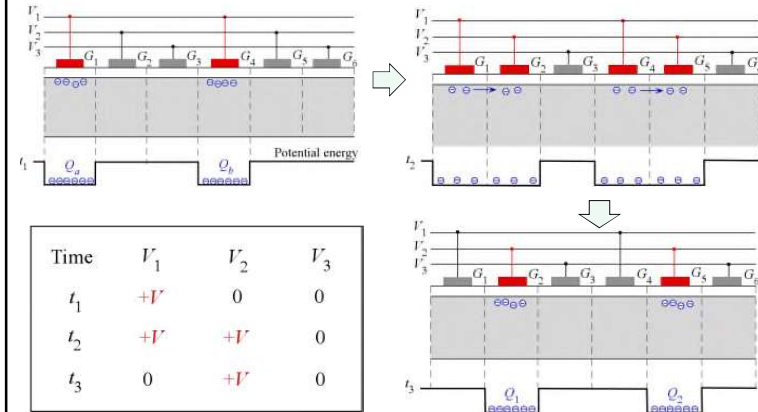 V₁
V₂
V₃
G₁ G₂ G₃ G₄ G₅ G₆
Potential energy
t₁
Qₐ Q_b
V₁
V₂
V₃
G₁ G₂ G₃ G₄ G₅ G
t₂
Time V₁ V₂ V₃
t₁ +V 0 0
t₂ +V +V 0
t₃ 0 +V 0
V₁
V₂
V₃
G₁ G₂ G₃ G₄ G₅ G₆
t₃
Q₁ Q₂